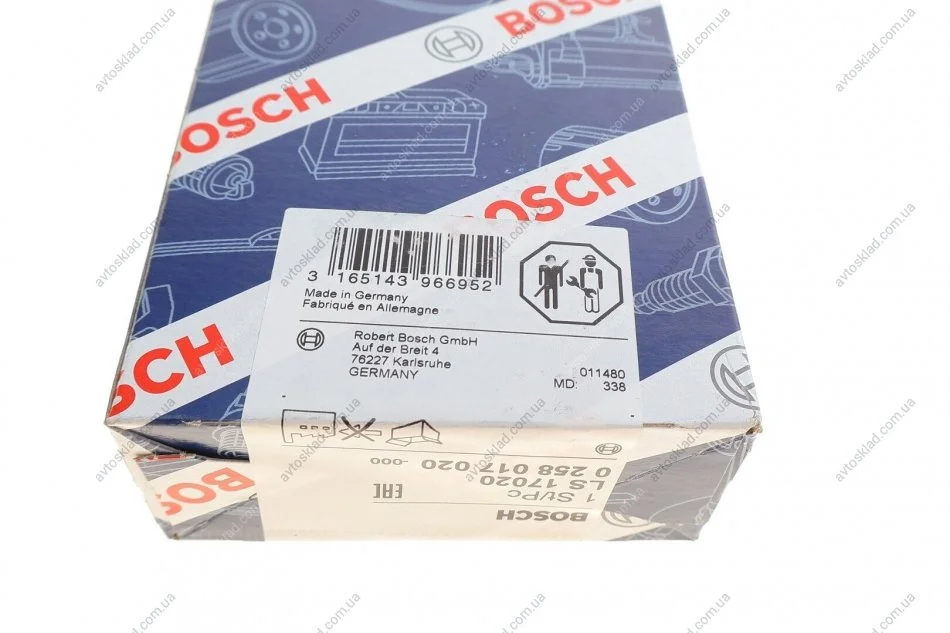 BOSCH
BOSCH
BOSCH
BOSCH
3 165143 966952
Made in Germany
Fabriqué en Allemagne
Robert Bosch GmbH
Auf der Breit 4
76227 Karlsruhe
GERMANY
011480
MD: 338
0 258 017 020 -000
LS 17020
1 St/Pc
EAC
BOSCH
avtosklad.com.ua